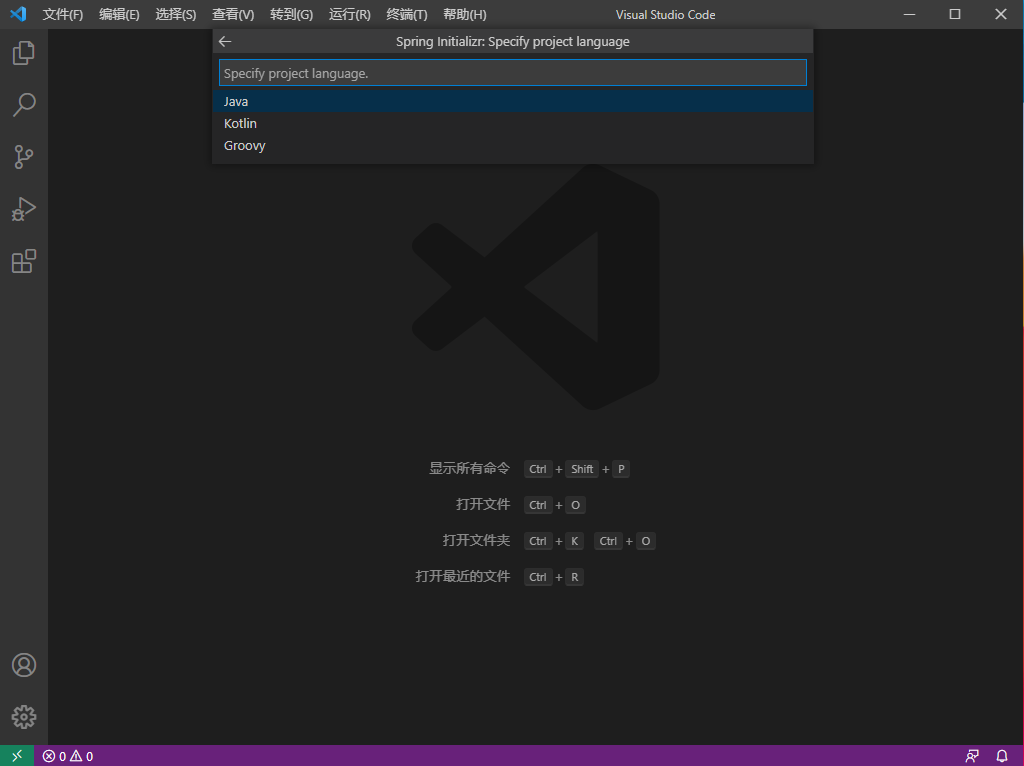 文件(F) 编辑(E) 选择(S) 查看(V) 转到(G) 运行(R) 终端(T) 帮助(H) Visual Studio Code
Spring Initializr: Specify project language
Specify project language.
Java
Kotlin
Groovy
显示所有命令 Ctrl + Shift + P
打开文件 Ctrl + O
打开文件夹 Ctrl + K Ctrl + O
打开最近的文件 Ctrl + R
0 0